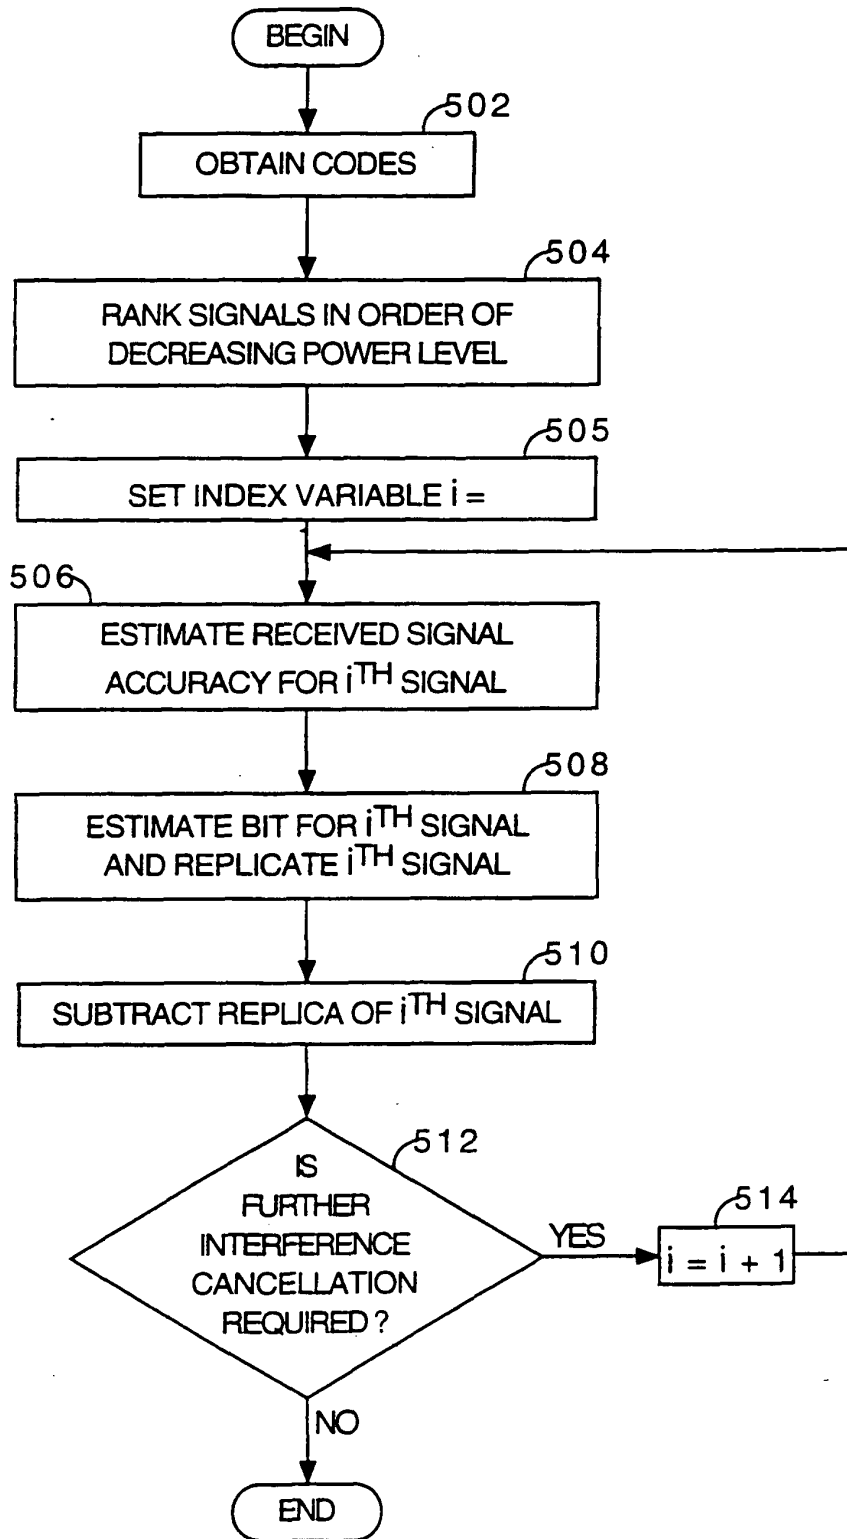 BEGIN
502
OBTAIN CODES
504
RANK SIGNALS IN ORDER OF
DECREASING POWER LEVEL
505
SET INDEX VARIABLE i =
506
ESTIMATE RECEIVED SIGNAL
ACCURACY FOR iTH SIGNAL
508
ESTIMATE BIT FOR iTH SIGNAL
AND REPLICATE iTH SIGNAL
510
SUBTRACT REPLICA OF iTH SIGNAL
512
IS
FURTHER
INTERFERENCE
CANCELLATION
REQUIRED?
YES
514
i = i + 1
NO
END